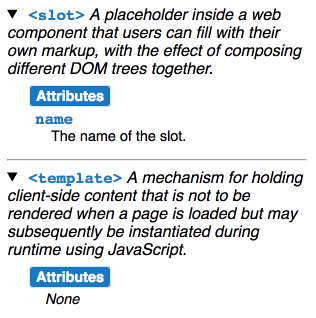 ▼ <slot> A placeholder inside a web
component that users can fill with their
own markup, with the effect of composing
different DOM trees together.
Attributes
name
The name of the slot.
▼ <template> A mechanism for holding
client-side content that is not to be
rendered when a page is loaded but may
subsequently be instantiated during
runtime using JavaScript.
Attributes
None